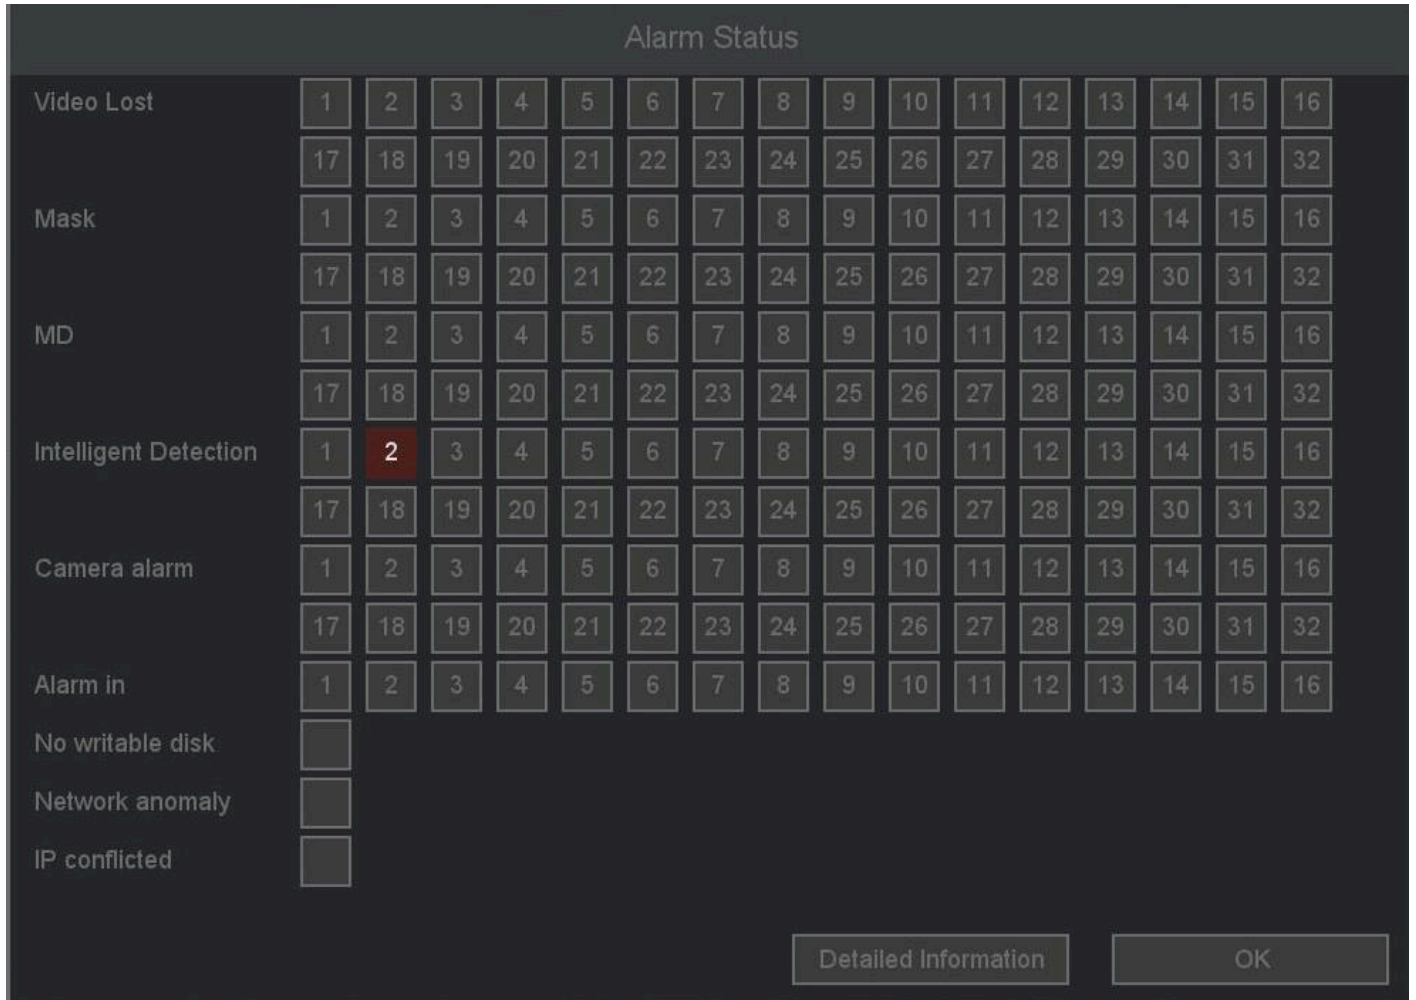 Alarm Status
Video Lost 1 2 3 4 5 6 7 8 9 10 11 12 13 14 15 16
17 18 19 20 21 22 23 24 25 26 27 28 29 30 31 32
Mask 1 2 3 4 5 6 7 8 9 10 11 12 13 14 15 16
17 18 19 20 21 22 23 24 25 26 27 28 29 30 31 32
MD 1 2 3 4 5 6 7 8 9 10 11 12 13 14 15 16
17 18 19 20 21 22 23 24 25 26 27 28 29 30 31 32
Intelligent Detection 1 2 3 4 5 6 7 8 9 10 11 12 13 14 15 16
17 18 19 20 21 22 23 24 25 26 27 28 29 30 31 32
Camera alarm 1 2 3 4 5 6 7 8 9 10 11 12 13 14 15 16
17 18 19 20 21 22 23 24 25 26 27 28 29 30 31 32
Alarm in 1 2 3 4 5 6 7 8 9 10 11 12 13 14 15 16
No writable disk
Network anomaly
IP conflicted
Detailed Information OK